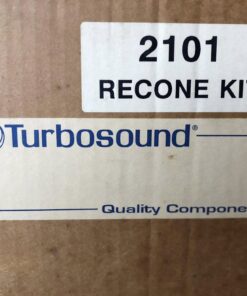 2101
RECONE KI
Turbosound®
Quality Compone